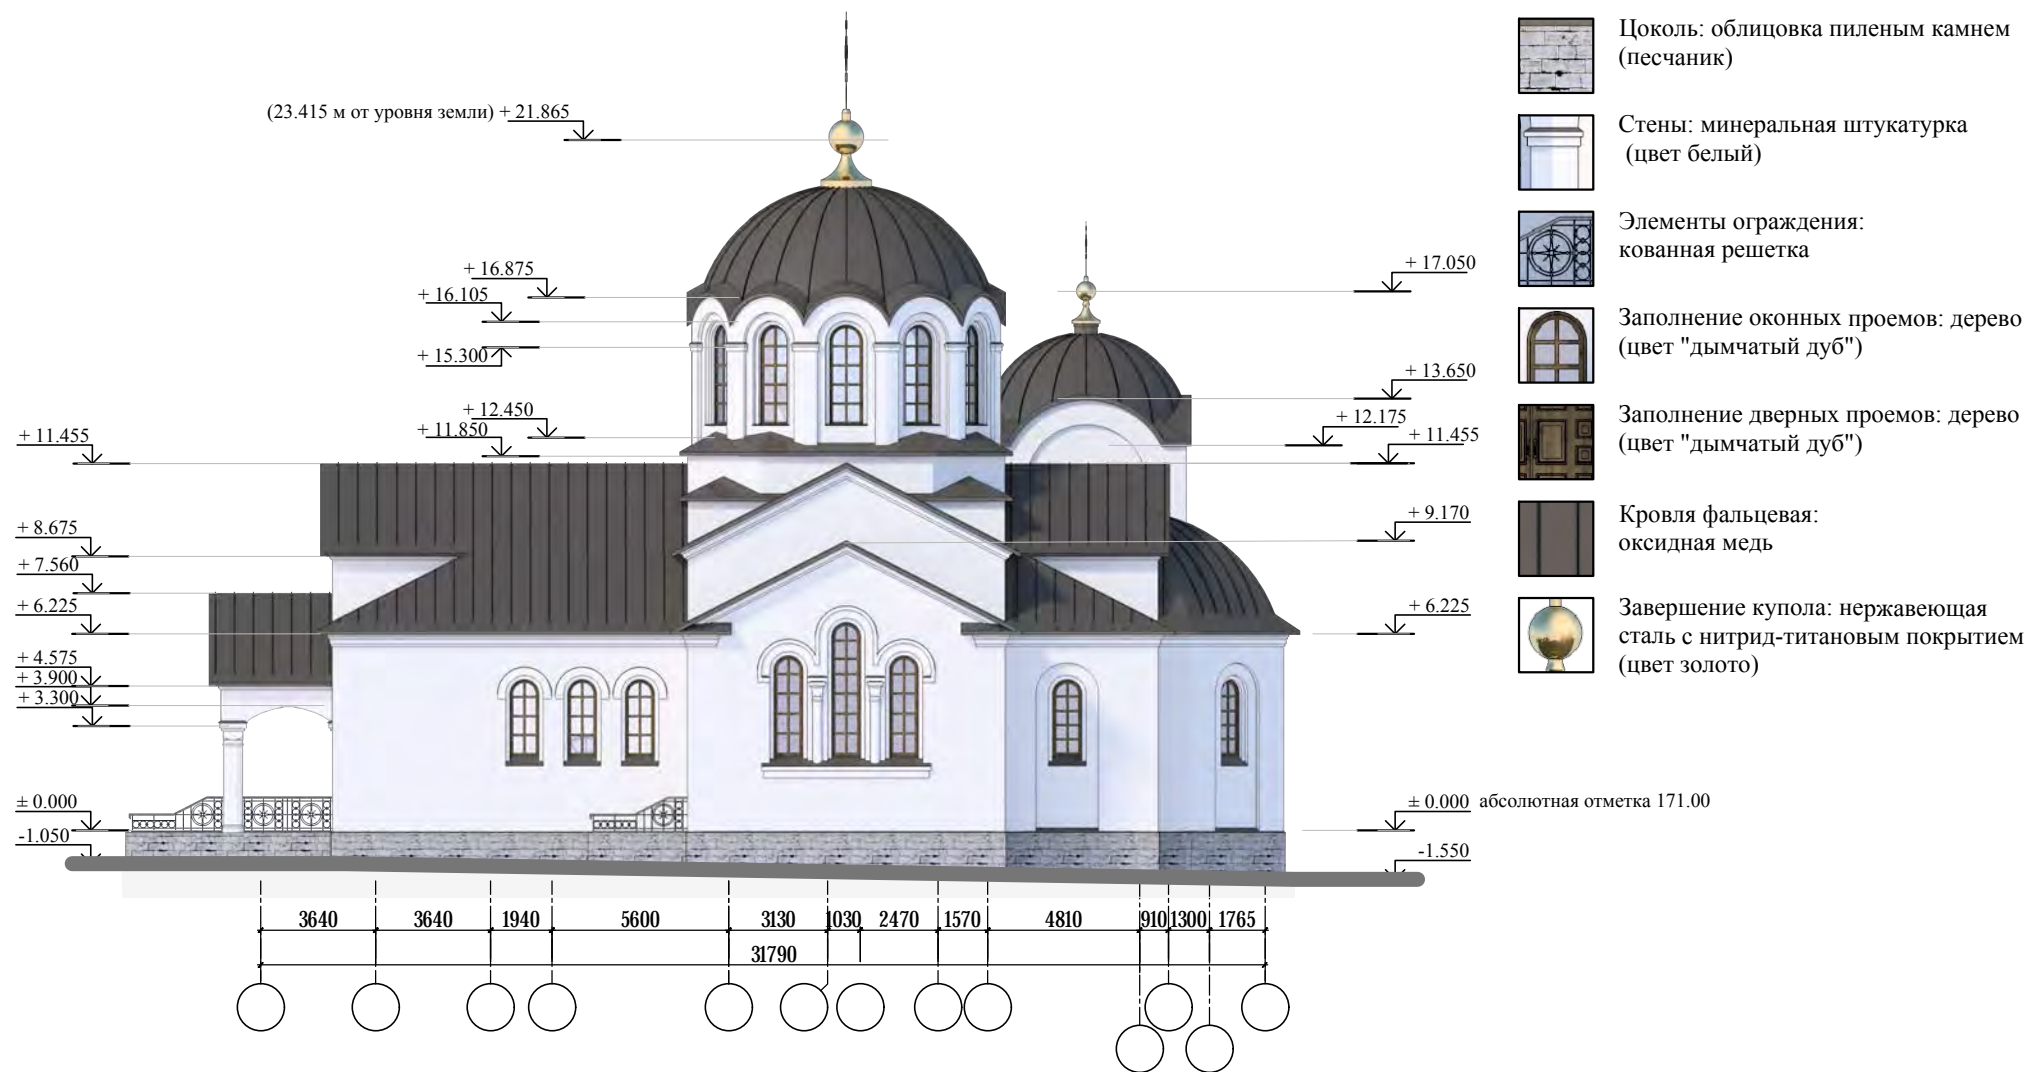 (23.415 м от уровня земли) + 21.865
+ 16.875
+ 16.105
+ 15.300
+ 12.450
+ 11.850
+ 11.455
+ 8.675
+ 7.560
+ 6.225
+ 4.575
+ 3.900
+ 3.300
± 0.000
-1.050
+ 17.050
+ 13.650
+ 12.175
+ 11.455
+ 9.170
+ 6.225
± 0.000 абсолютная отметка 171.00
-1.550
3640 3640 1940 5600 3130 1030 2470 1570 4810 910 1300 1765
31790
Цоколь: облицовка пиленым камнем
(песчаник)
Стены: минеральная штукатурка
(цвет белый)
Элементы ограждения:
кованная решетка
Заполнение оконных проемов: дерево
(цвет "дымчатый дуб")
Заполнение дверных проемов: дерево
(цвет "дымчатый дуб")
Кровля фальцевая:
оксидная медь
Завершение купола: нержавеющая
сталь с нитрид-титановым покрытием
(цвет золото)